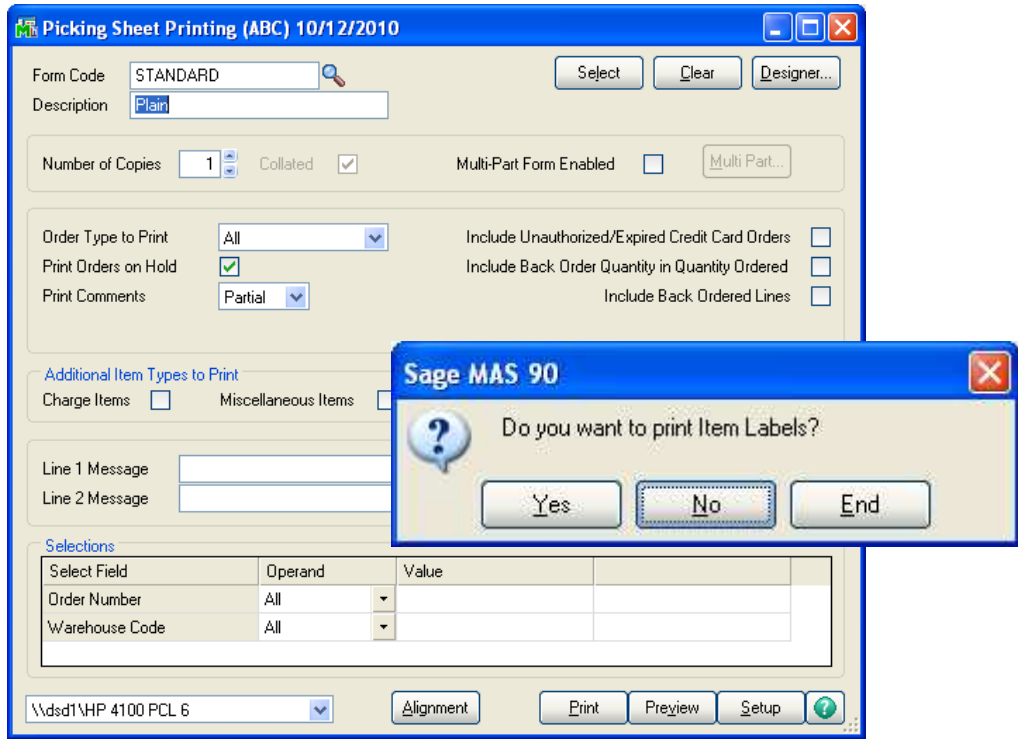 Picking Sheet Printing (ABC) 10/12/2010
Form Code STANDARD Select Clear Designer...
Description Plain
Number of Copies 1 Collated Multi-Part Form Enabled Multi Part...
Order Type to Print All Include Unauthorized/Expired Credit Card Orders
Print Orders on Hold Include Back Order Quantity in Quantity Ordered
Print Comments Partial Include Back Ordered Lines
Additional Item Types to Print
Charge Items Miscellaneous Items
Sage MAS 90
Do you want to print Item Labels?
Yes No End
Line 1 Message
Line 2 Message
Selections
Select Field Operand Value
Order Number All
Warehouse Code All
\\dsd1\HP 4100 PCL 6 Alignment Print Preview Setup ?